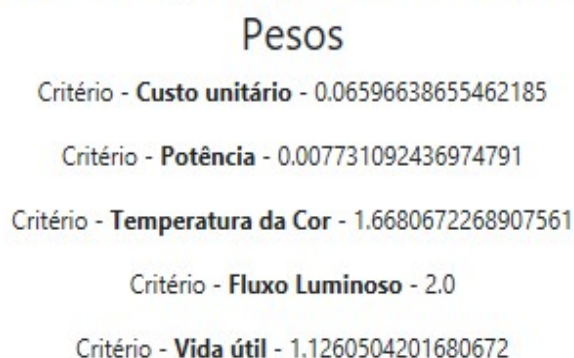 Pesos
Critério - Custo unitário - 0.06596638655462185
Critério - Potência - 0.007731092436974791
Critério - Temperatura da Cor - 1.6680672268907561
Critério - Fluxo Luminoso - 2.0
Critério - Vida útil - 1.1260504201680672